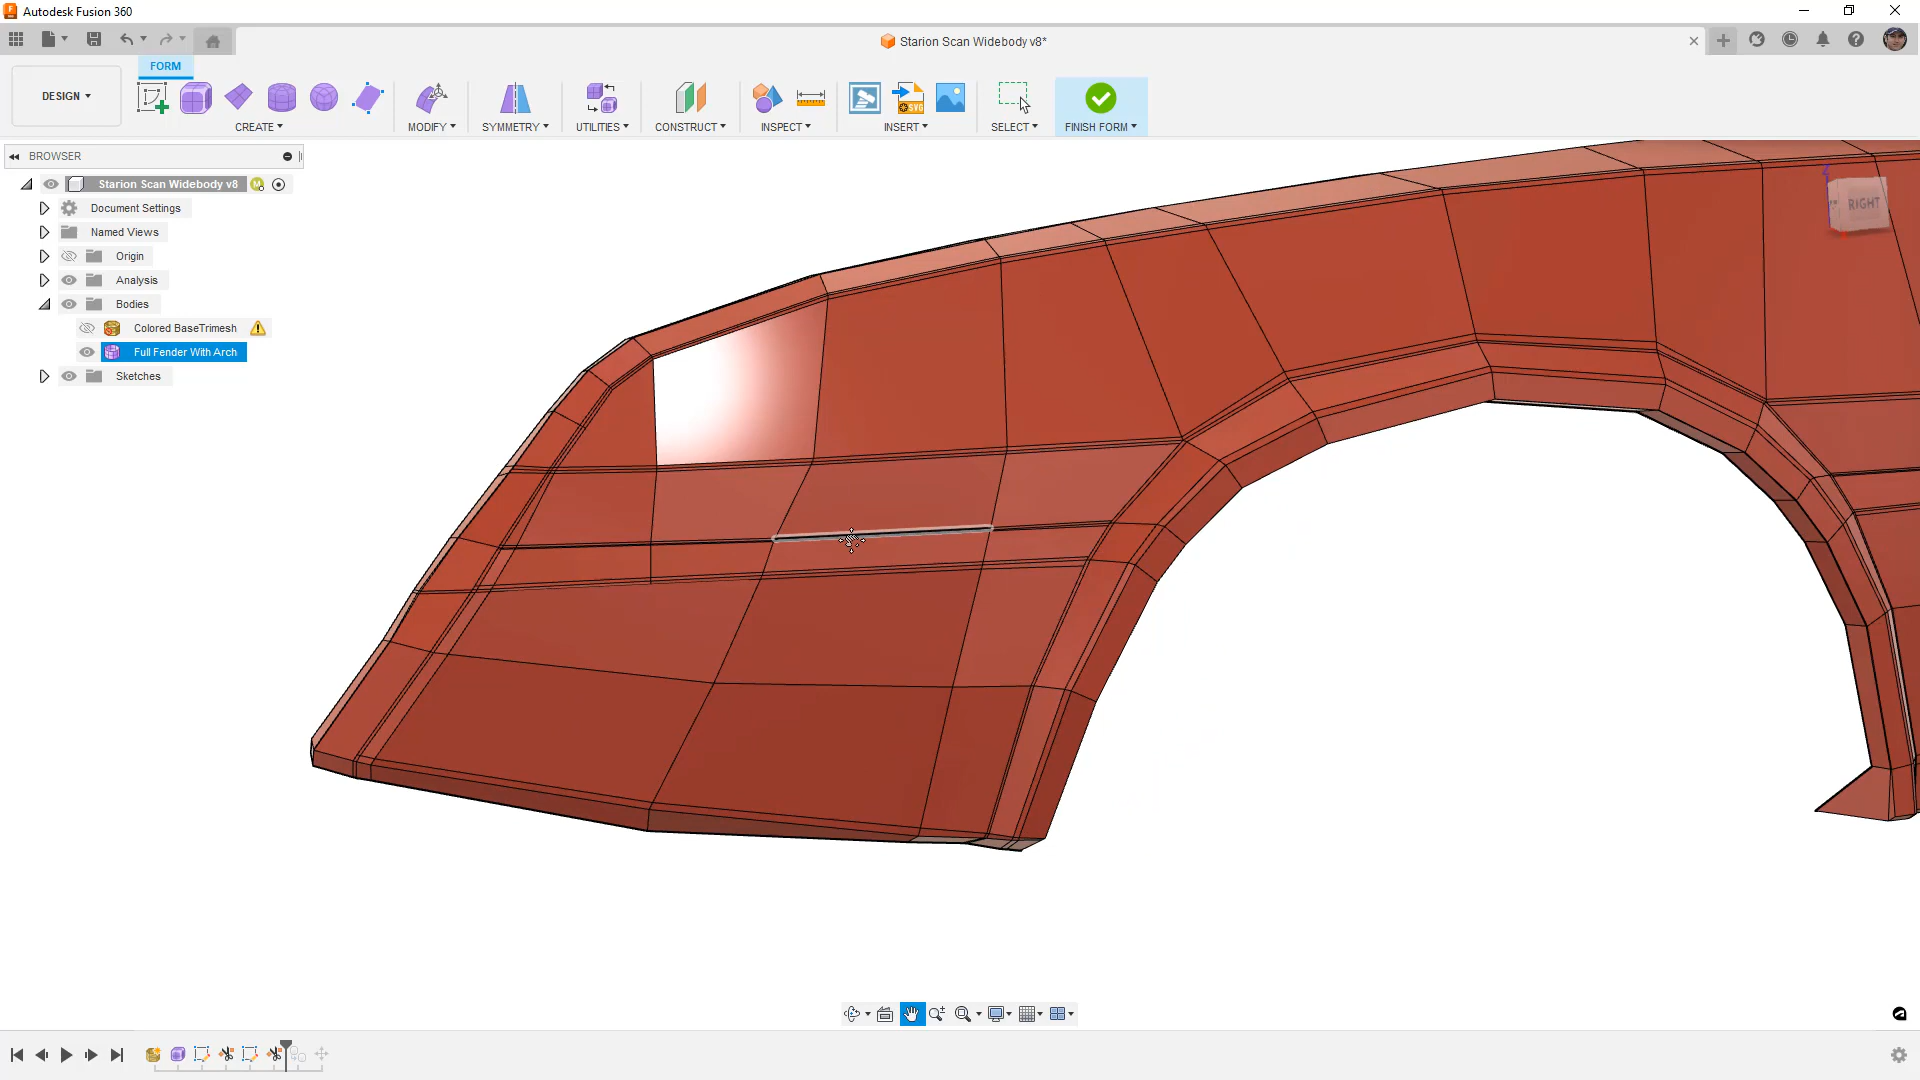 Autodesk Fusion 360
Starion Scan Widebody v8*
FORM
DESIGN
CREATE
MODIFY
SYMMETRY
UTILITIES
CONSTRUCT
INSPECT
INSERT
SELECT
FINISH FORM
BROWSER
Starion Scan Widebody v8
Document Settings
Named Views
Origin
Analysis
Bodies
Colored BaseTrimesh
Full Fender With Arch
Sketches
RIGHT